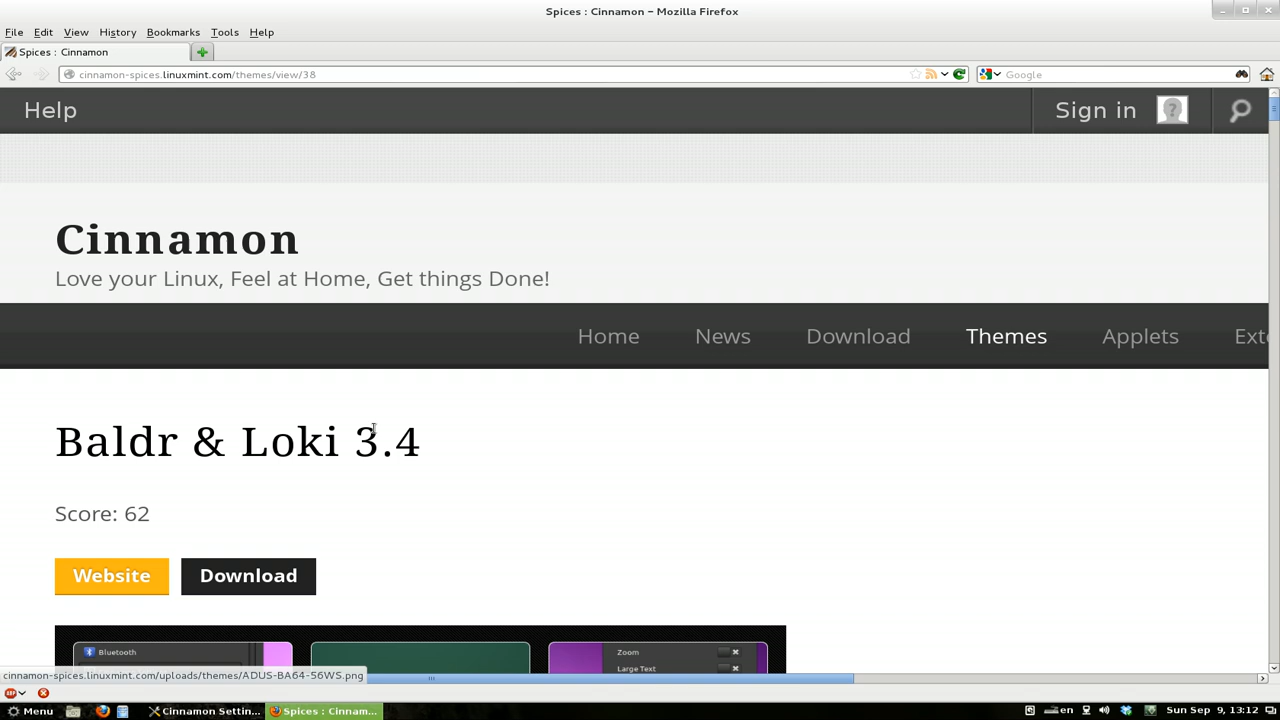 Spices : Cinnamon – Mozilla Firefox
File Edit View History Bookmarks Tools Help
Spices : Cinnamon
cinnamon-spices.linuxmint.com/themes/view/38
Google
Help
Sign in
Cinnamon
Love your Linux, Feel at Home, Get things Done!
Home News Download Themes Applets Exte
Baldr & Loki 3.4
Score: 62
Website Download
Bluetooth
Zoom
Large Text
cinnamon-spices.linuxmint.com/uploads/themes/ADUS-BA64-56WS.png
ABP
Menu Cinnamon Settin... Spices : Cinnam... en Sun Sep 9, 13:12